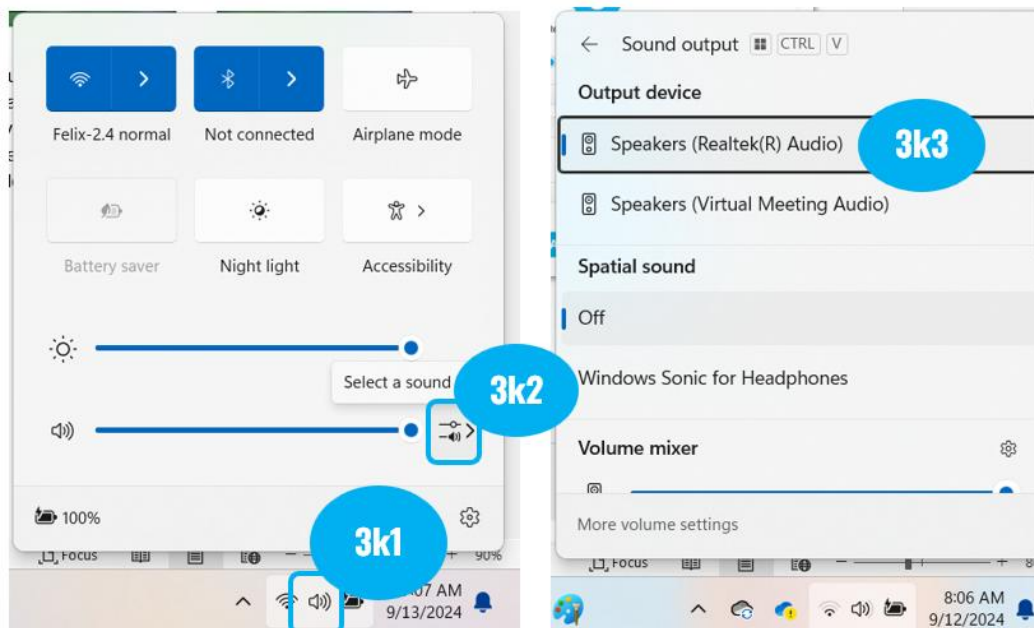 Felix-2.4 normal
Not connected
Airplane mode
Battery saver
Night light
Accessibility
Select a sound
3k2
100%
3k1
Focus
90%
07 AM
9/13/2024
Sound output CTRL V
Output device
Speakers (Realtek(R) Audio)
3k3
Speakers (Virtual Meeting Audio)
Spatial sound
Off
Windows Sonic for Headphones
Volume mixer
More volume settings
Focus
8:06 AM
9/12/2024